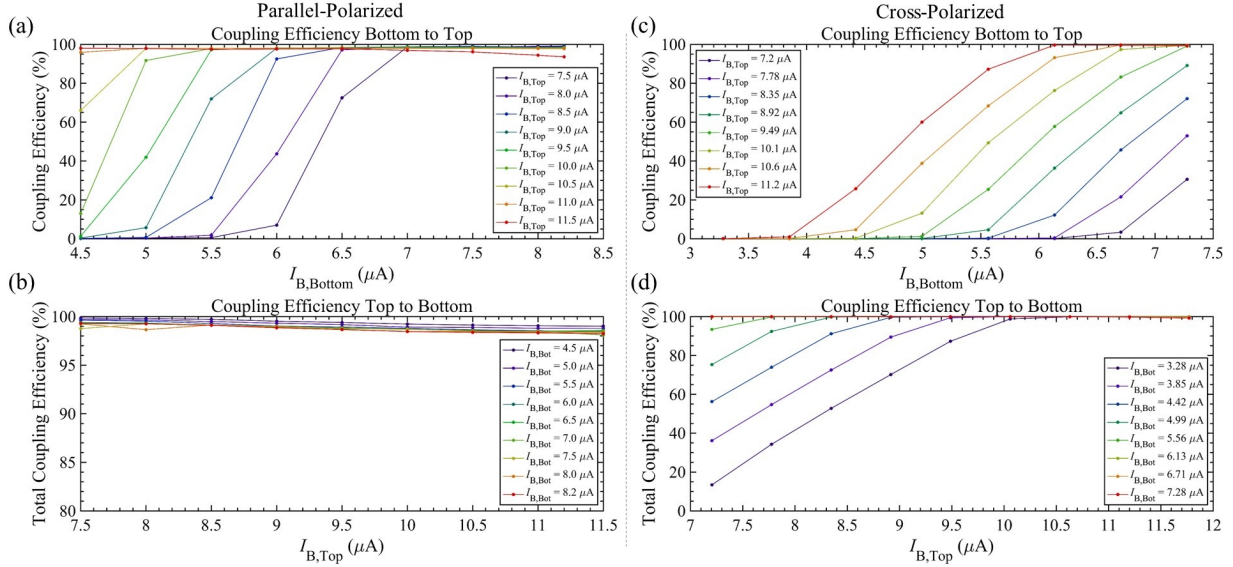 Parallel-Polarized
(a)
Coupling Efficiency Bottom to Top
Coupling Efficiency (%)
100
80
60
40
20
0
4.5 5 5.5 6 6.5 7 7.5 8 8.5
I_B,Bottom (μA)
I_B,Top = 7.5 μA
I_B,Top = 8.0 μA
I_B,Top = 8.5 μA
I_B,Top = 9.0 μA
I_B,Top = 9.5 μA
I_B,Top = 10.0 μA
I_B,Top = 10.5 μA
I_B,Top = 11.0 μA
I_B,Top = 11.5 μA
(b)
Coupling Efficiency Top to Bottom
Total Coupling Efficiency (%)
100
95
90
85
80
7.5 8 8.5 9 9.5 10 10.5 11 11.5
I_B,Top (μA)
I_B,Bot = 4.5 μA
I_B,Bot = 5.0 μA
I_B,Bot = 5.5 μA
I_B,Bot = 6.0 μA
I_B,Bot = 6.5 μA
I_B,Bot = 7.0 μA
I_B,Bot = 7.5 μA
I_B,Bot = 8.0 μA
I_B,Bot = 8.2 μA
Cross-Polarized
(c)
Coupling Efficiency Bottom to Top
Coupling Efficiency (%)
100
80
60
40
20
0
3 3.5 4 4.5 5 5.5 6 6.5 7 7.5
I_B,Bottom (μA)
I_B,Top = 7.2 μA
I_B,Top = 7.78 μA
I_B,Top = 8.35 μA
I_B,Top = 8.92 μA
I_B,Top = 9.49 μA
I_B,Top = 10.1 μA
I_B,Top = 10.6 μA
I_B,Top = 11.2 μA
(d)
Coupling Efficiency Top to Bottom
Total Coupling Efficiency (%)
100
80
60
40
20
0
7 7.5 8 8.5 9 9.5 10 10.5 11 11.5 12
I_B,Top (μA)
I_B,Bot = 3.28 μA
I_B,Bot = 3.85 μA
I_B,Bot = 4.42 μA
I_B,Bot = 4.99 μA
I_B,Bot = 5.56 μA
I_B,Bot = 6.13 μA
I_B,Bot = 6.71 μA
I_B,Bot = 7.28 μA